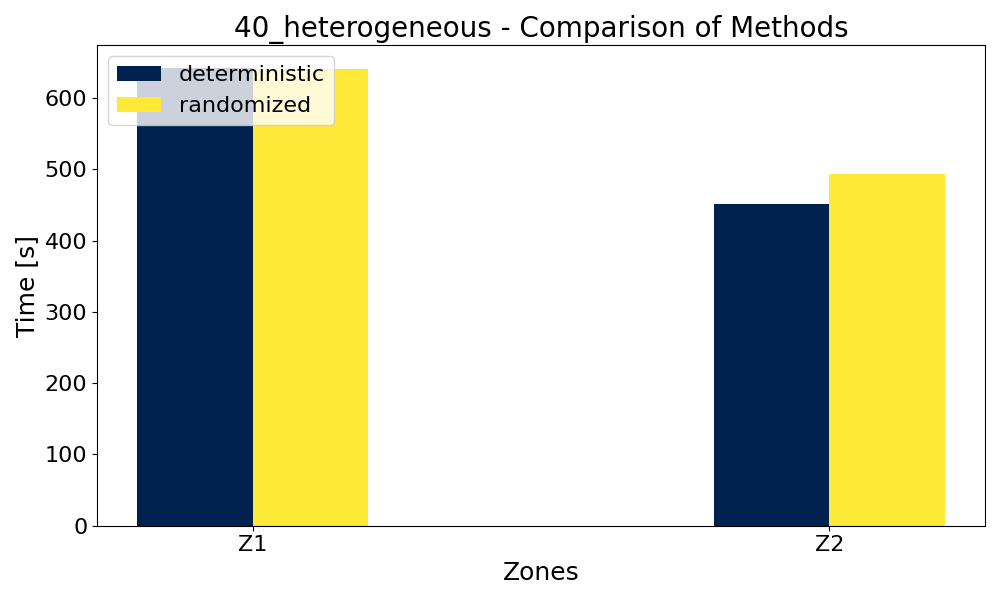 40_heterogeneous - Comparison of Methods
deterministic
randomized
600
500
400
300
200
100
0
Time [s]
Z1
Z2
Zones